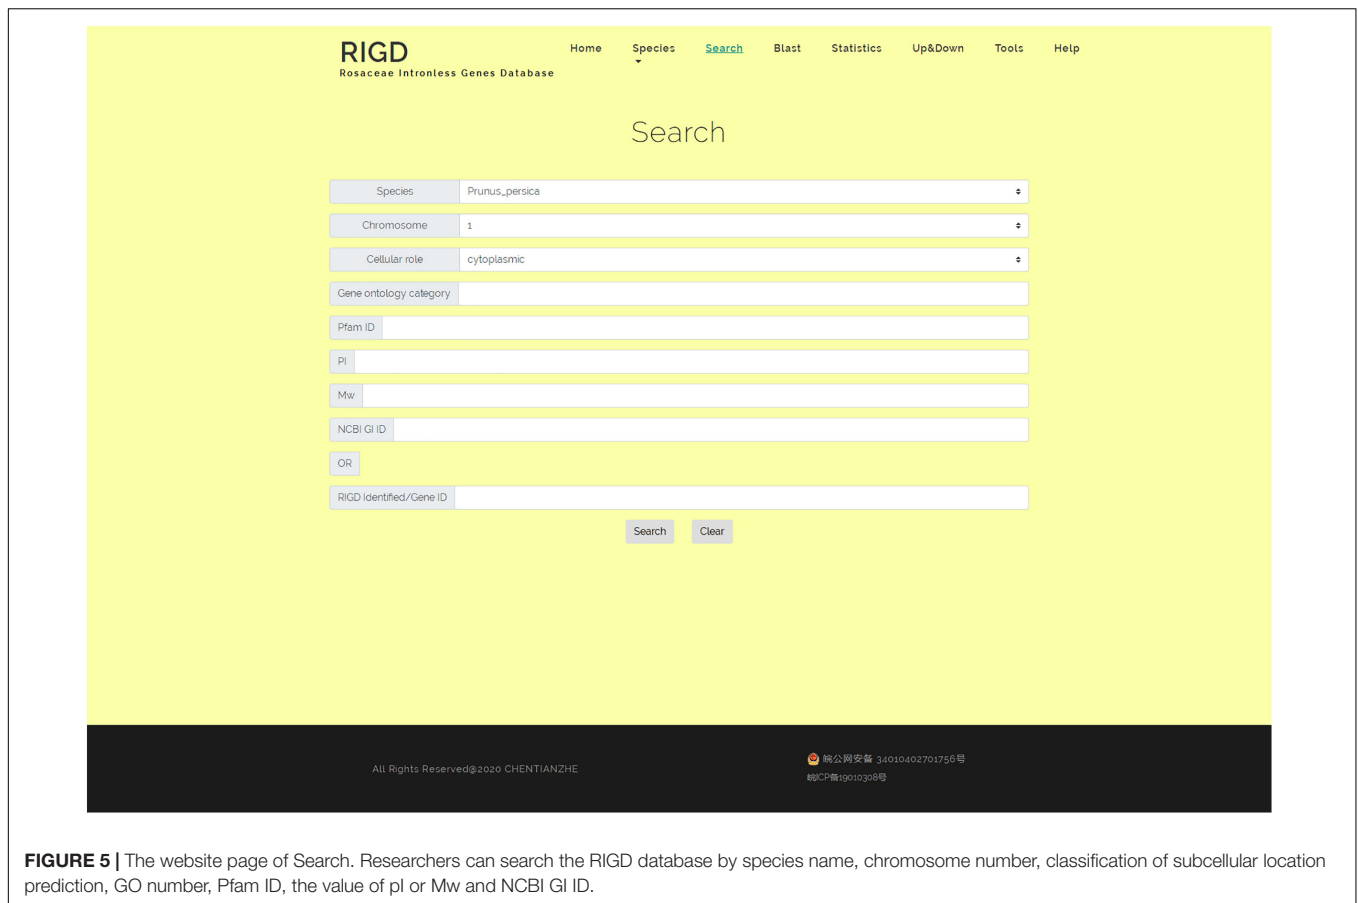 RIGD
Rosaceae Intronless Genes Database
Home Species Search Blast Statistics Up&Down Tools Help
Search
Species Prunus_persica
Chromosome 1
Cellular role cytoplasmic
Gene ontology category
Pfam ID
PI
Mw
NCBI GI ID
OR
RIGD Identified/Gene ID
Search Clear
All Rights Reserved@2020 CHENTIANZHE
皖公网安备 34010402701756号
皖ICP备19010308号
FIGURE 5 | The website page of Search. Researchers can search the RIGD database by species name, chromosome number, classification of subcellular location
prediction, GO number, Pfam ID, the value of pI or Mw and NCBI GI ID.